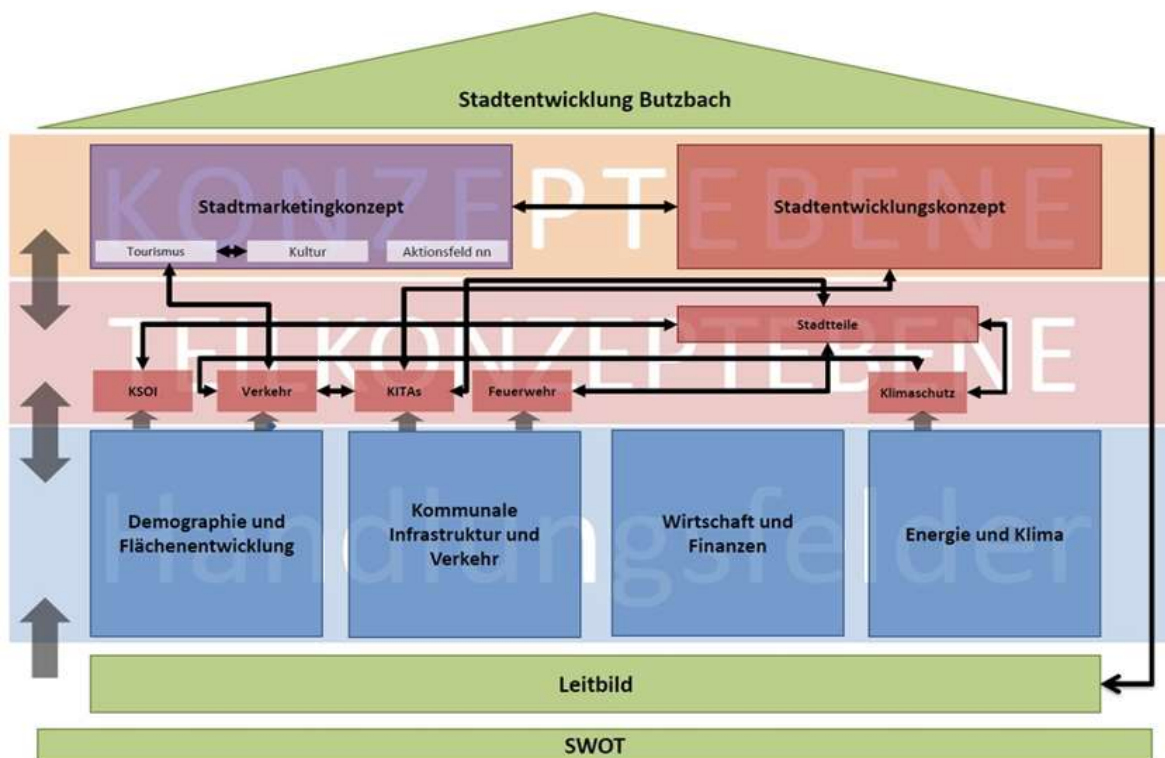 Stadtentwicklung Butzbach
KONZEPTEBENE
Stadtmarketingkonzept
Stadtentwicklungskonzept
Tourismus
Kultur
Aktionsfeld nn
TEILKONZEPTEBENE
Stadtteile
KSOI
Verkehr
KITAs
Feuerwehr
Klimaschutz
Handlungsfelder
Demographie und
Flächenentwicklung
Kommunale
Infrastruktur und
Verkehr
Wirtschaft und
Finanzen
Energie und Klima
Leitbild
SWOT